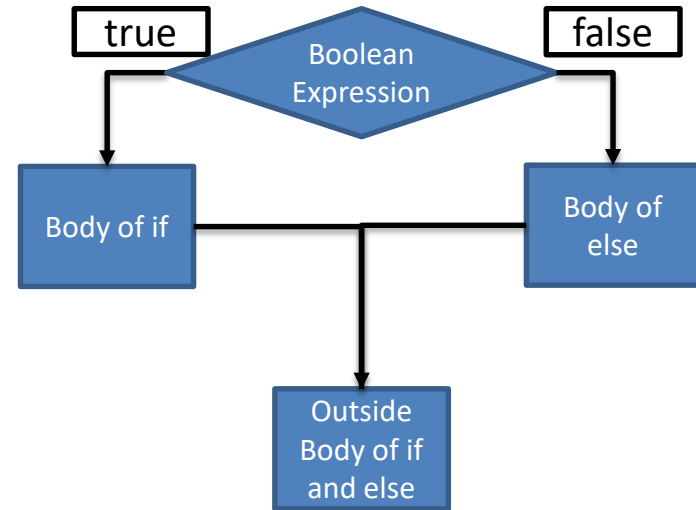 true
false
Boolean
Expression
Body of if
Body of
else
Outside
Body of if
and else